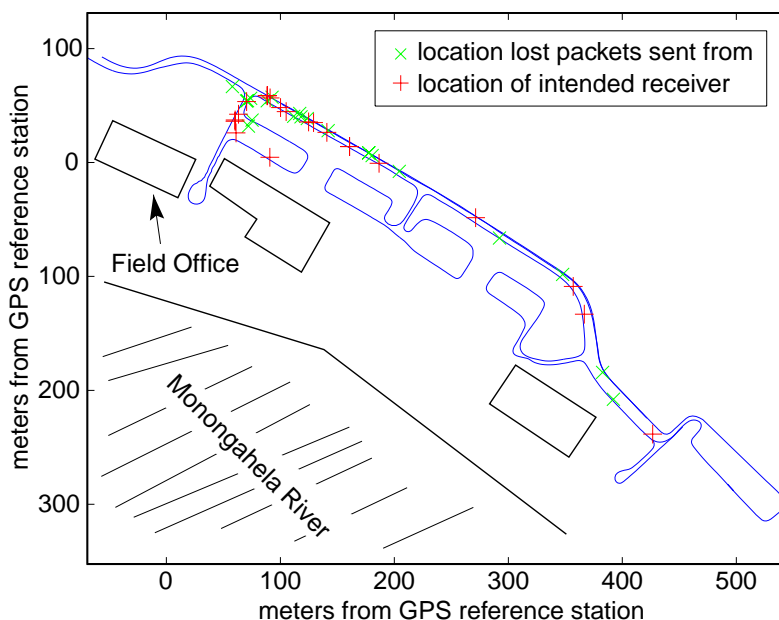 location lost packets sent from
location of intended receiver
100
0
100
200
300
meters from GPS reference station
Field Office
Monongahela River
0
100
200
300
400
500
meters from GPS reference station